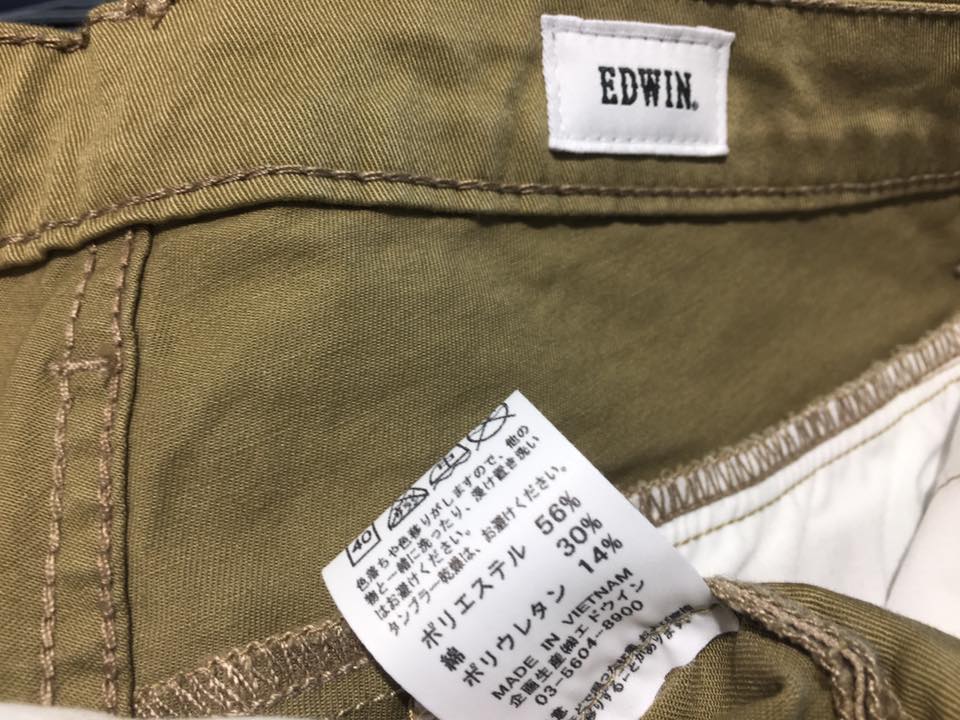 EDWIN®
40
中
色落ちや色移りがしますので、他の
物と一緒に洗ったり、漬け置き洗い
はお避けください。
タンブラー乾燥は、お避けください。
ポリエステル 56%
綿 30%
ポリウレタン 14%
MADE IN VIETNAM
企画生産㈱エドウイン
03-5604-8900